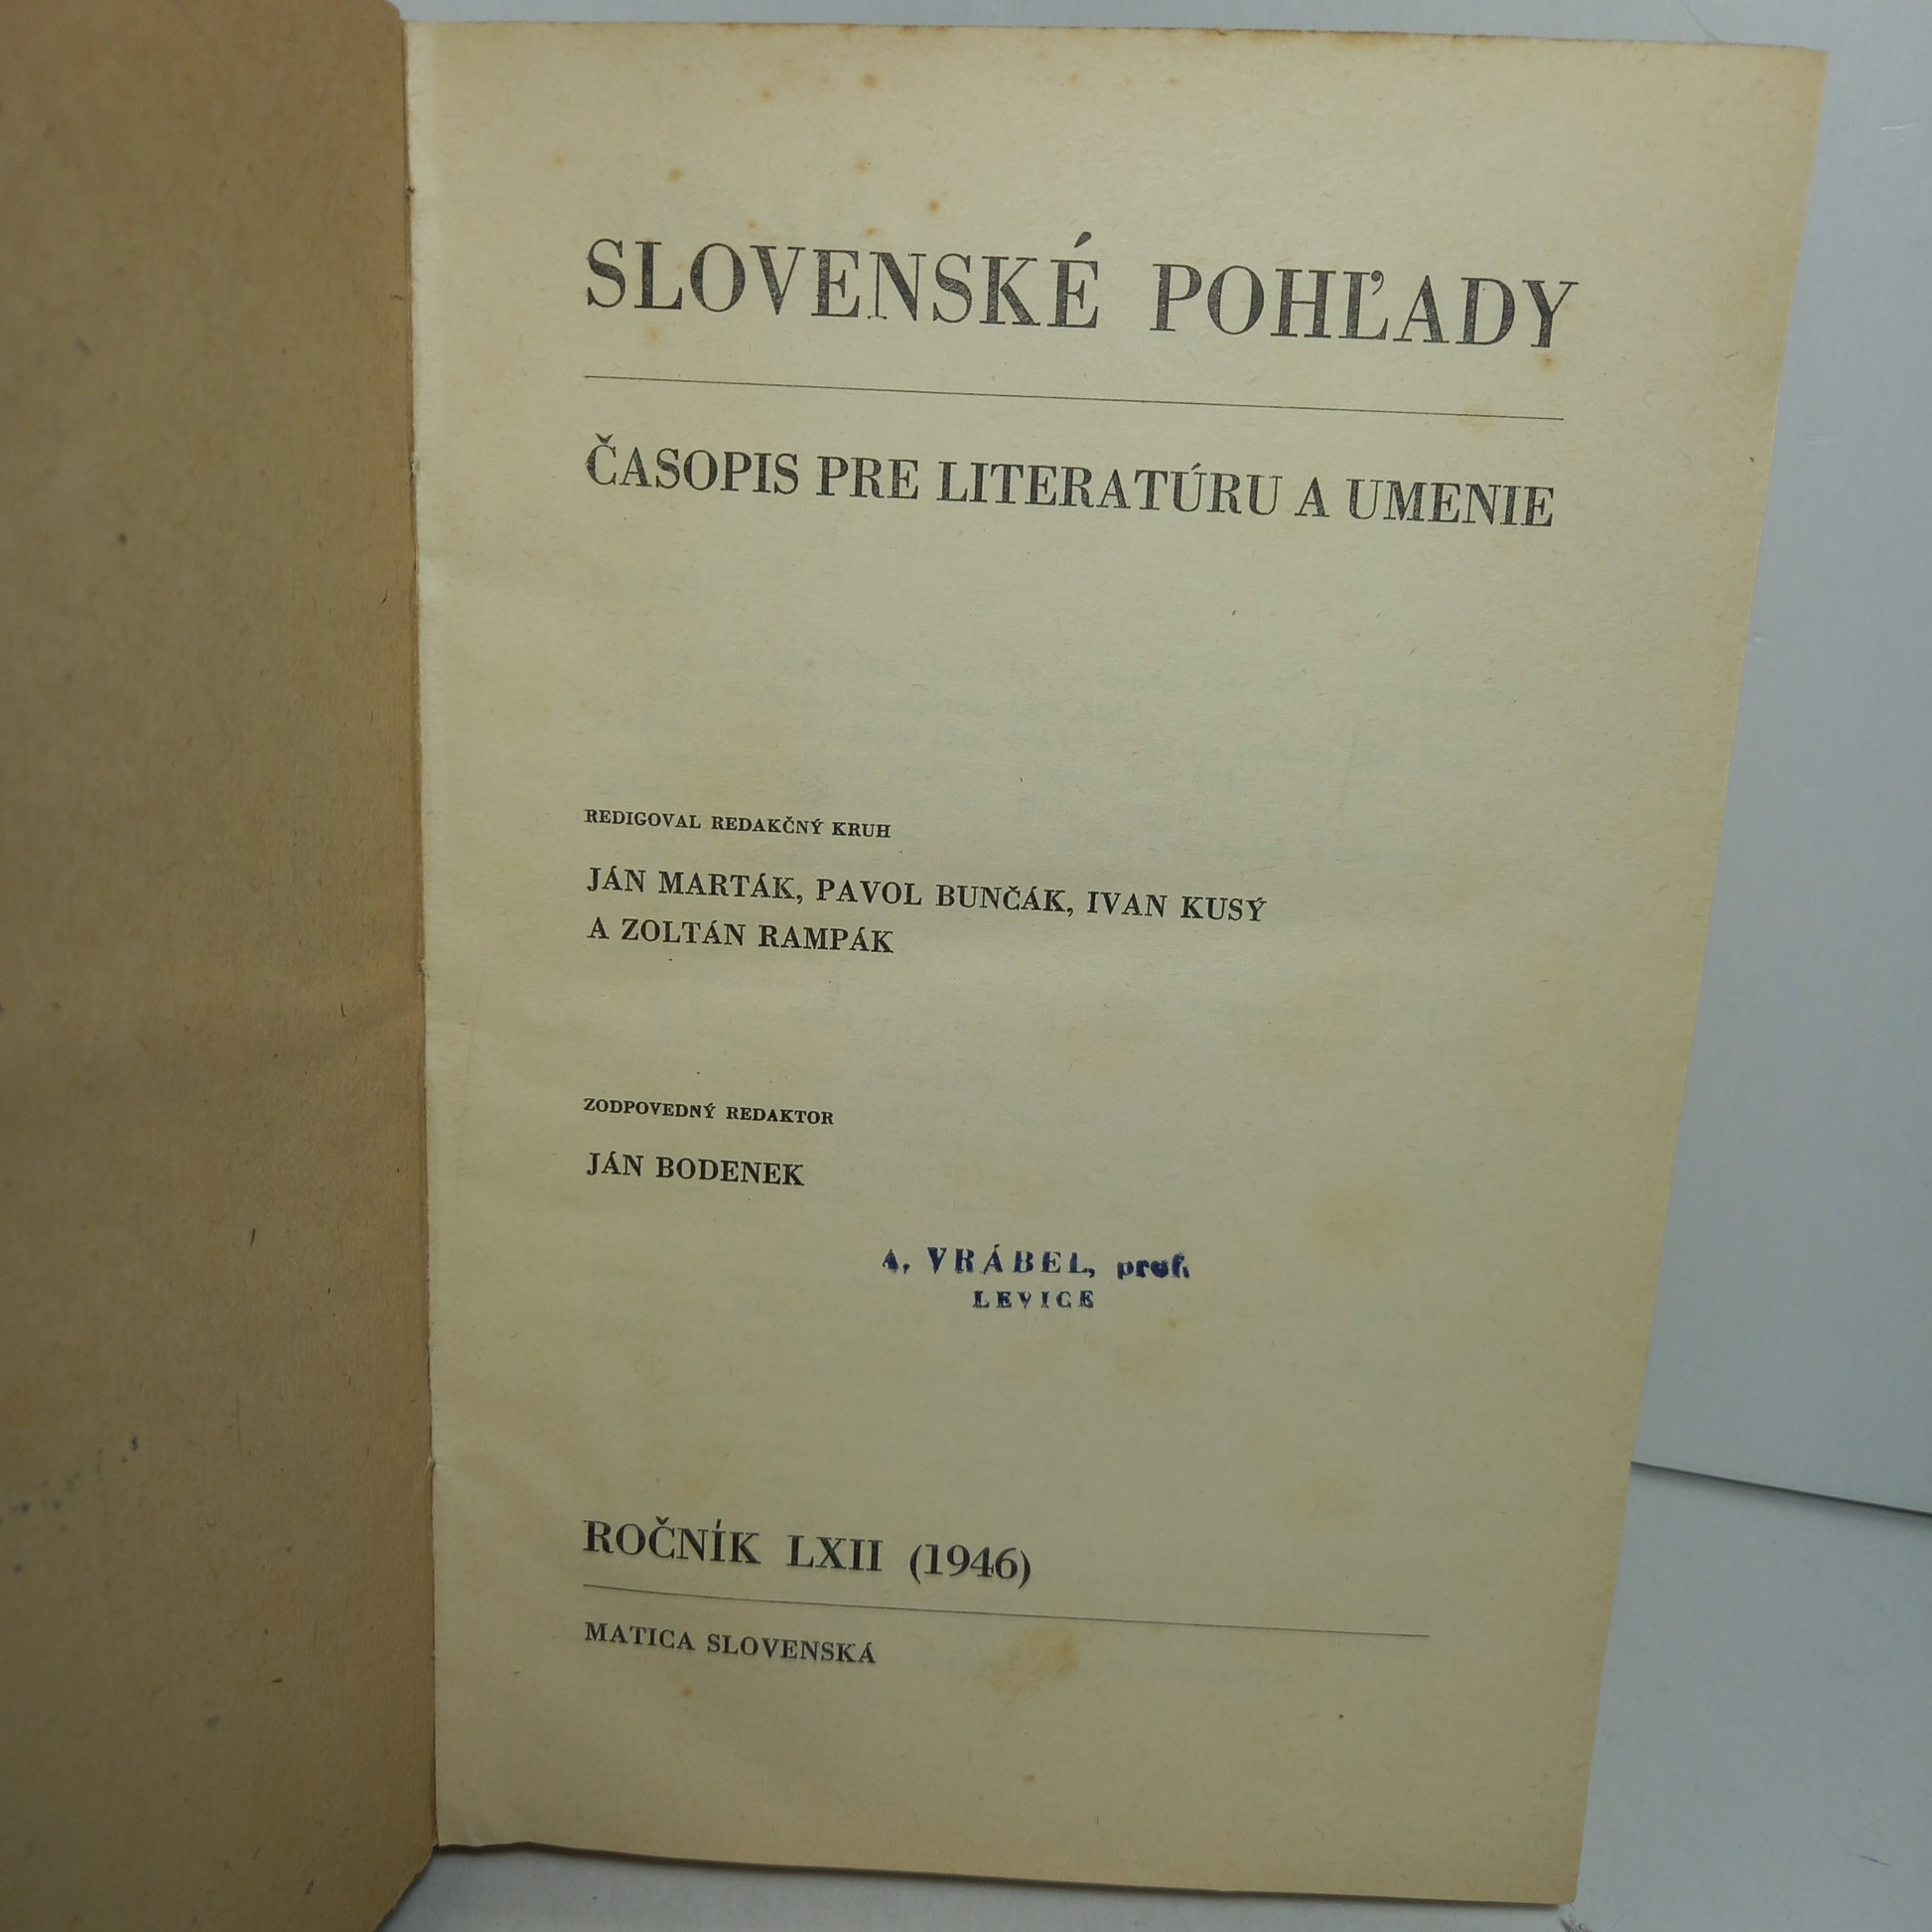 SLOVENSKÉ POHĽADY
ČASOPIS PRE LITERATÚRU A UMENIE
REDIGOVAL REDAKČNÝ KRUH
JÁN MARTÁK, PAVOL BUNČÁK, IVAN KUSÝ
A ZOLTÁN RAMPÁK
ZODPOVEDNÝ REDAKTOR
JÁN BODENEK
A. VRÁBEL, prof.
LEVICE
ROČNÍK LXII (1946)
MATICA SLOVENSKÁ